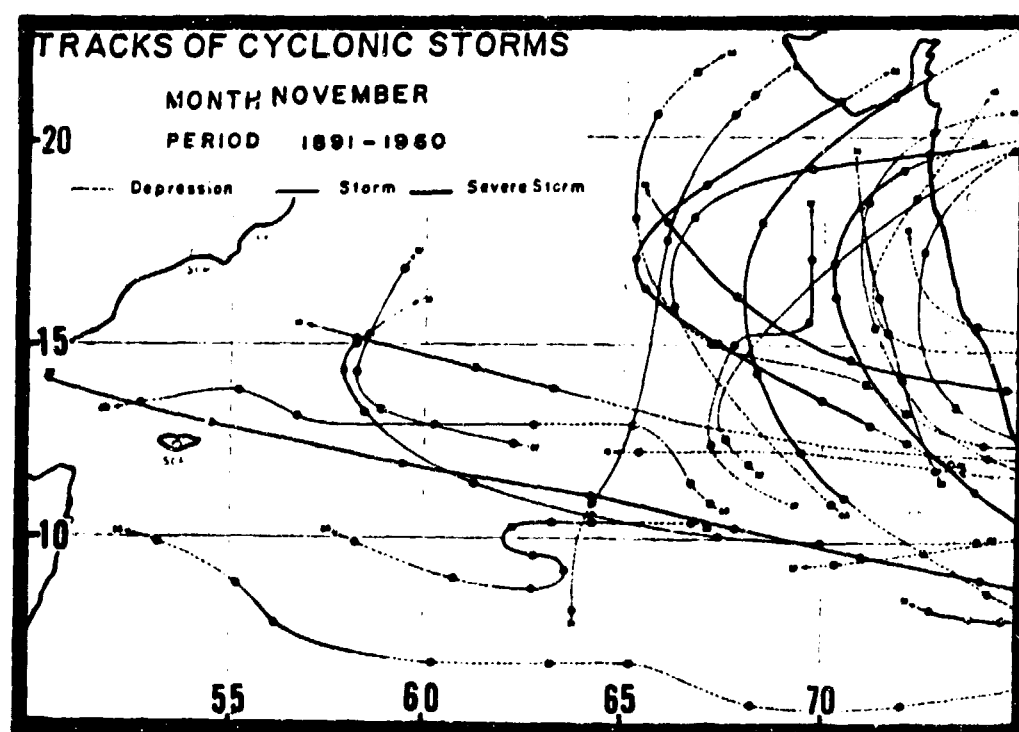 TRACKS OF CYCLONIC STORMS
MONTH NOVEMBER
PERIOD 1891-1960
Depression Storm Severe Storm
20
15
10
55 60 65 70